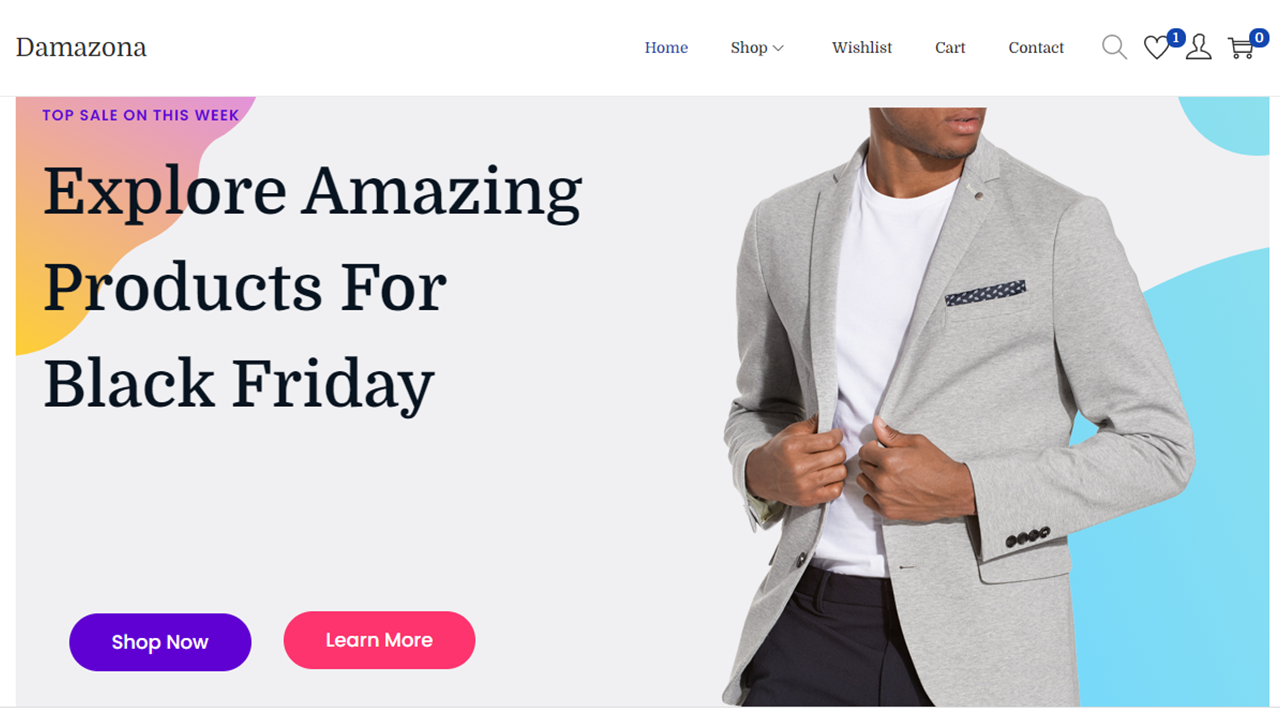 Damazona
Home Shop Wishlist Cart Contact 1 0
TOP SALE ON THIS WEEK
Explore Amazing
Products For
Black Friday
Shop Now Learn More